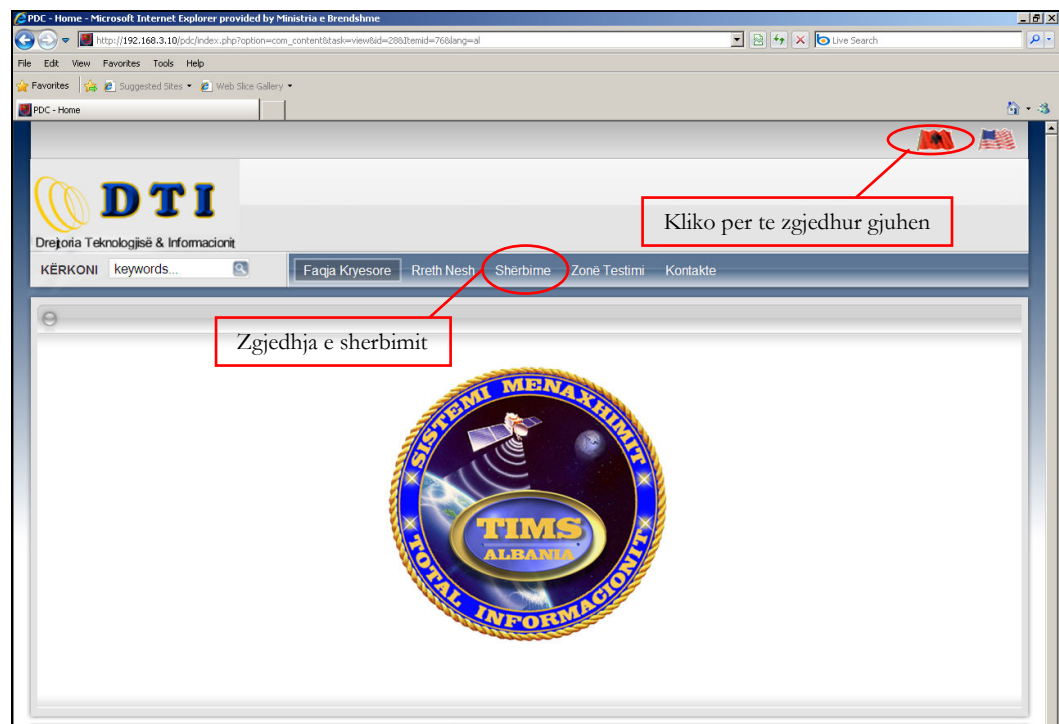 PDC - Home - Microsoft Internet Explorer provided by Ministria e Brendshme
http://192.168.3.10/pdc/index.php?option=com_content&task=view&id=28&Itemid=76&lang=al
Live Search
File Edit View Favorites Tools Help
Favorites Suggested Sites Web Slice Gallery
PDC - Home
Kliko per te zgjedhur gjuhen
DTI
Drejtoria Teknologjisë & Informacionit
KËRKONI keywords... Faqja Kryesore Rreth Nesh Shërbime Zonë Testimi Kontakte
Zgjedhja e sherbimit
SISTEMI MENAXHIMIT
TIMS
ALBANIA
TOTAL INFORMACIONIT